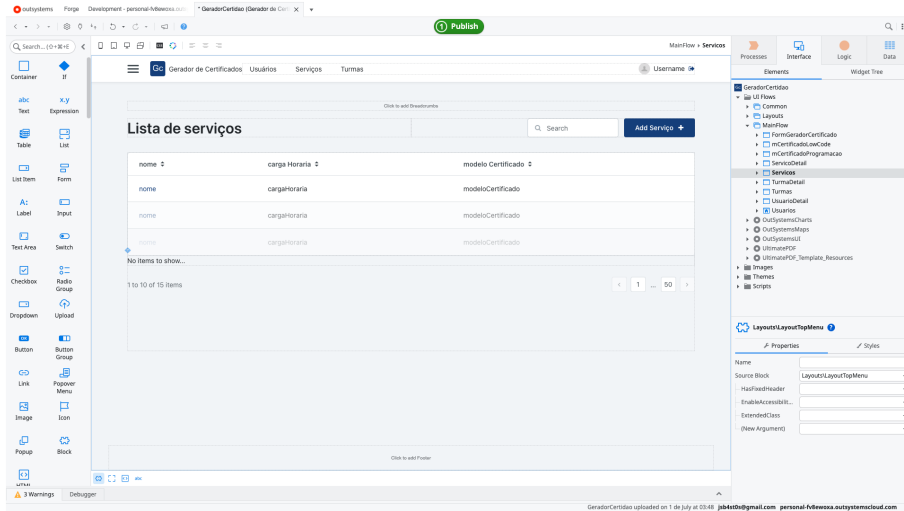 outsystems Forge Development - personal-fv8ewoxa.outs * GeradorCertidao (Gerador de Cert
1 Publish
Search... (⇧+⌘+E)
MainFlow › Servicos
Processes Interface Logic Data
Elements Widget Tree
Container If
abc x.y
Text Expression
Table List
List Item Form
Label Input
Text Area Switch
Checkbox Radio Group
Dropdown Upload
Button Button Group
Link Popover Menu
Image Icon
Popup Block
HTML
Gc Gerador de Certificados Usuários Serviços Turmas Username
Click to add Breadcrumbs
Lista de serviços Search Add Serviço +
nome carga Horaria modelo Certificado
nome cargaHoraria modeloCertificado
nome cargaHoraria modeloCertificado
nome cargaHoraria modeloCertificado
No items to show...
1 to 10 of 15 items 1 ... 50
Click to add Footer
abc
GeradorCertidao
UI Flows
Common
Layouts
MainFlow
FormGeradorCertificado
mCertificadoLowCode
mCertificadoProgramacao
ServicoDetail
Servicos
TurmaDetail
Turmas
UsuarioDetail
Usuarios
OutSystemsCharts
OutSystemsMaps
OutSystemsUI
UltimatePDF
UltimatePDF_Template_Resources
Images
Themes
Scripts
Layouts\LayoutTopMenu
Properties Styles
Name
Source Block Layouts\LayoutTopMenu
HasFixedHeader
EnableAccessibilit...
ExtendedClass
(New Argument)
3 Warnings Debugger
GeradorCertidao uploaded on 1 de July at 03:48 jsb4st0s@gmail.com personal-fv8ewoxa.outsystemscloud.com